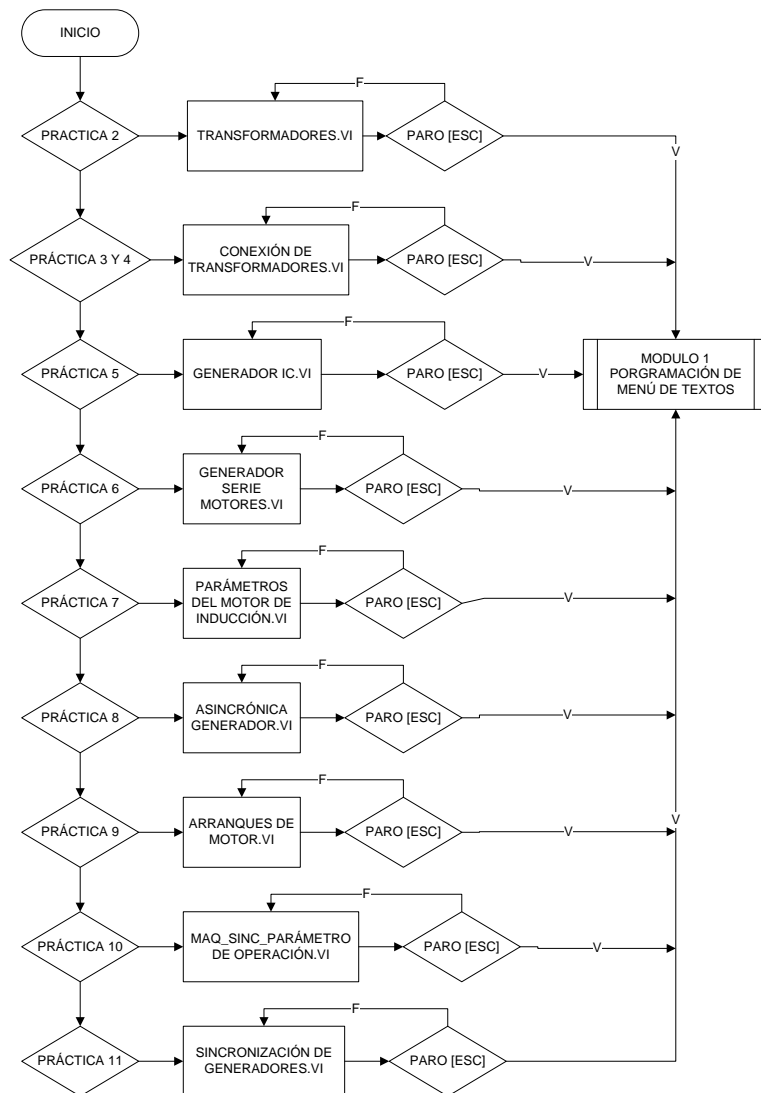 INICIO
F
PRACTICA 2
TRANSFORMADORES.VI
PARO [ESC]
V
F
PRÁCTICA 3 Y 4
CONEXIÓN DE
TRANSFORMADORES.VI
PARO [ESC]
V
F
PRÁCTICA 5
GENERADOR IC.VI
PARO [ESC]
V
MODULO 1
PORGRAMACIÓN DE
MENÚ DE TEXTOS
F
PRÁCTICA 6
GENERADOR
SERIE
MOTORES.VI
PARO [ESC]
V
F
PRÁCTICA 7
PARÁMETROS
DEL MOTOR DE
INDUCCIÓN.VI
PARO [ESC]
V
F
PRÁCTICA 8
ASINCRÓNICA
GENERADOR.VI
PARO [ESC]
V
F
PRÁCTICA 9
ARRANQUES DE
MOTOR.VI
PARO [ESC]
V
V
F
PRÁCTICA 10
MAQ_SINC_PARÁMETRO
DE OPERACIÓN.VI
PARO [ESC]
V
F
PRÁCTICA 11
SINCRONIZACIÓN DE
GENERADORES.VI
PARO [ESC]